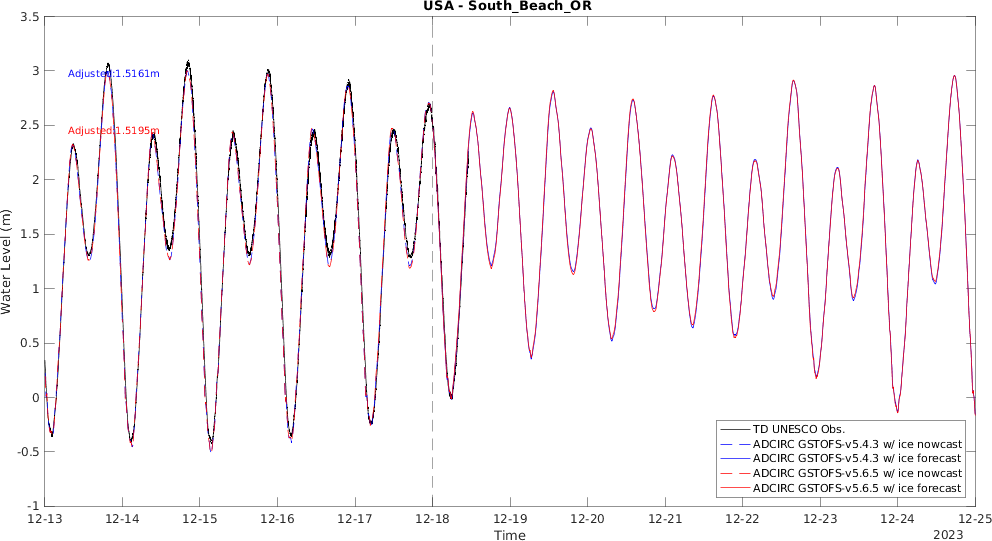 USA - South_Beach_OR
3.5
3
2.5
2
1.5
1
0.5
0
-0.5
-1
Water Level (m)
Adjusted:1.5161m
Adjusted:1.5195m
TD UNESCO Obs.
ADCIRC GSTOFS-v5.4.3 w/ ice nowcast
ADCIRC GSTOFS-v5.4.3 w/ ice forecast
ADCIRC GSTOFS-v5.6.5 w/ ice nowcast
ADCIRC GSTOFS-v5.6.5 w/ ice forecast
12-13 12-14 12-15 12-16 12-17 12-18 12-19 12-20 12-21 12-22 12-23 12-24 12-25
Time
2023